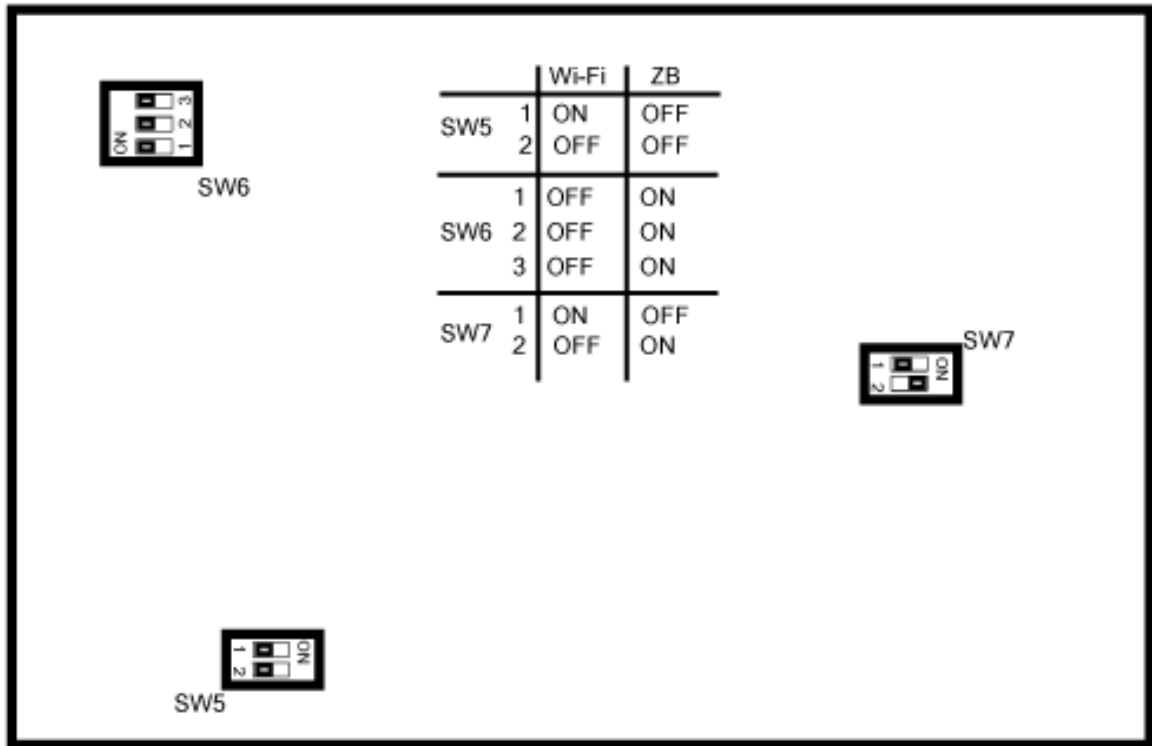 Wi-Fi ZB
SW5 1 ON OFF
2 OFF OFF
SW6 1 OFF ON
2 OFF ON
3 OFF ON
SW7 1 ON OFF
2 OFF ON
ON 3 2 1
SW6
1 2 ON
SW7
1 2 ON
SW5